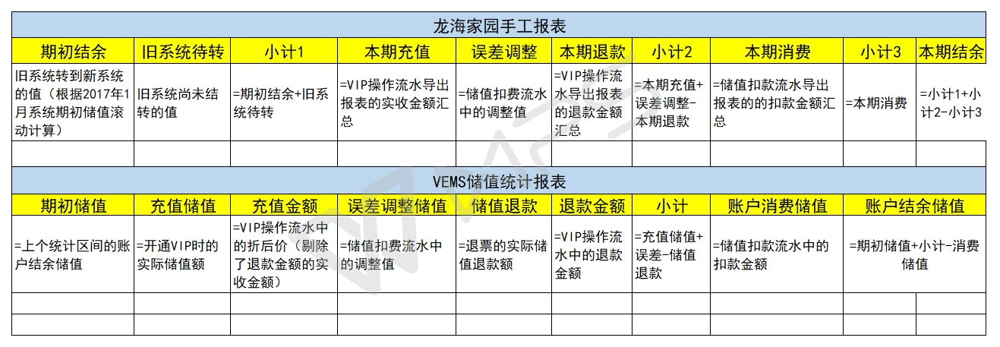 龙海家园手工报表
期初结余 旧系统待转 小计1 本期充值 误差调整 本期退款 小计2 本期消费 小计3 本期结余
旧系统转到新系统
的值（根据2017年1
月系统期初储值滚
动计算）
旧系统尚未结
转的值
=期初结余+旧系
统待转
=VIP操作流水导出
报表的实收金额汇
总
=储值扣费流水
中的调整值
=VIP操作流
水导出报表
的退款金额
汇总
=本期充值+
误差调整-
本期退款
=储值扣款流水导出
报表的的扣款金额汇
总
=本期消费
=小计1+小
计2-小计3
VEMS储值统计报表
期初储值 充值储值 充值金额 误差调整储值 储值退款 退款金额 小计 账户消费储值 账户结余储值
=上个统计区间的账
户结余储值
=开通VIP时的
实际储值额
=VIP操作流水中
的折后价（剔除
了退款金额的实
收金额）
=储值扣费流水中
的调整值
=退票的实际储
值退款额
=VIP操作流
水中的退款
金额
=充值储值+
误差-储值
退款
=储值扣款流水中的
扣款金额
=期初储值+小计-消费
储值
WPS